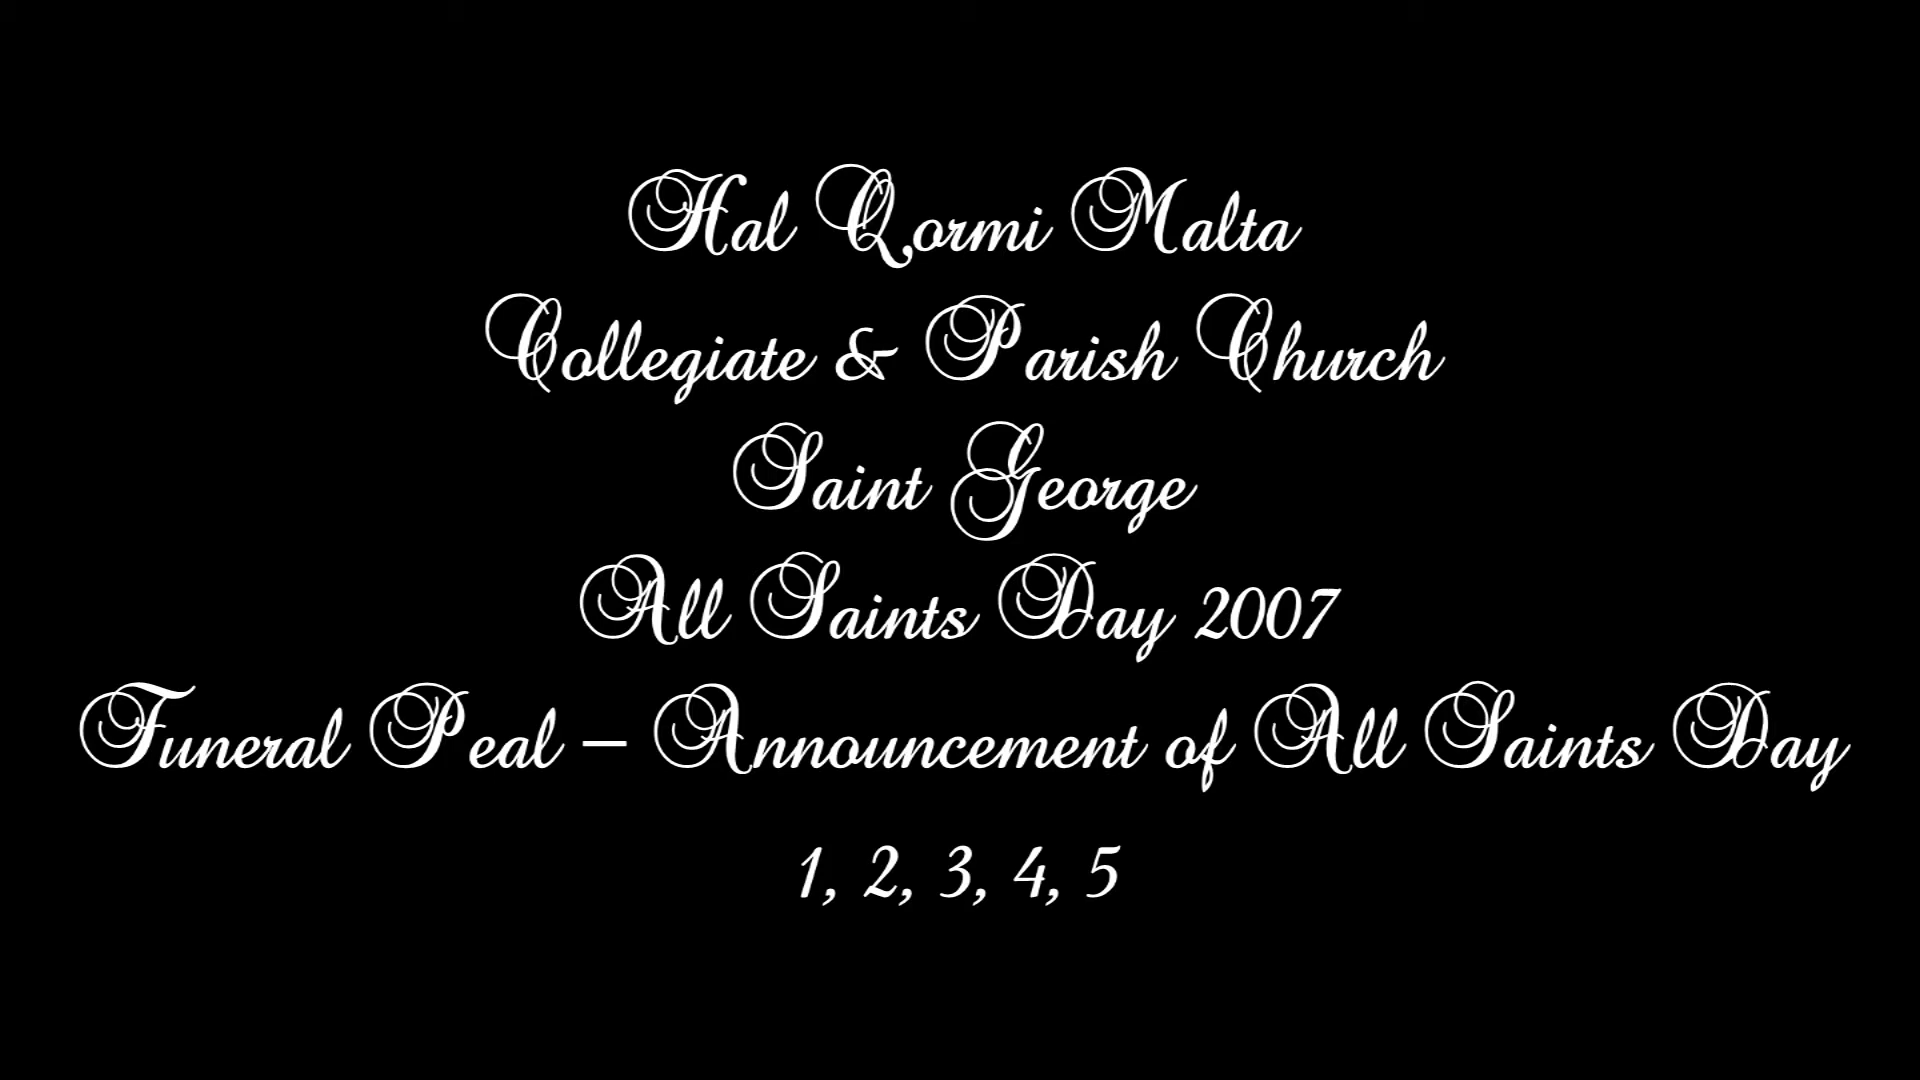 Hal Qormi Malta
Collegiate & Parish Church
Saint George
All Saints Day 2007
Funeral Peal – Announcement of All Saints Day
1, 2, 3, 4, 5